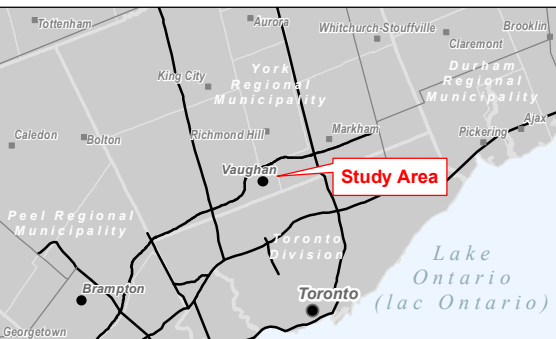 Tottenham
Aurora
Whitchurch-Stouffville
Brooklin
Claremont
King City
York
Regional
Municipality
Durham
Regional
Municipality
Caledon
Bolton
Richmond Hill
Markham
Pickering
Ajax
Vaughan
Study Area
Peel Regional
Municipality
Toronto
Division
Lake
Ontario
(lac Ontario)
Brampton
Toronto
Georgetown